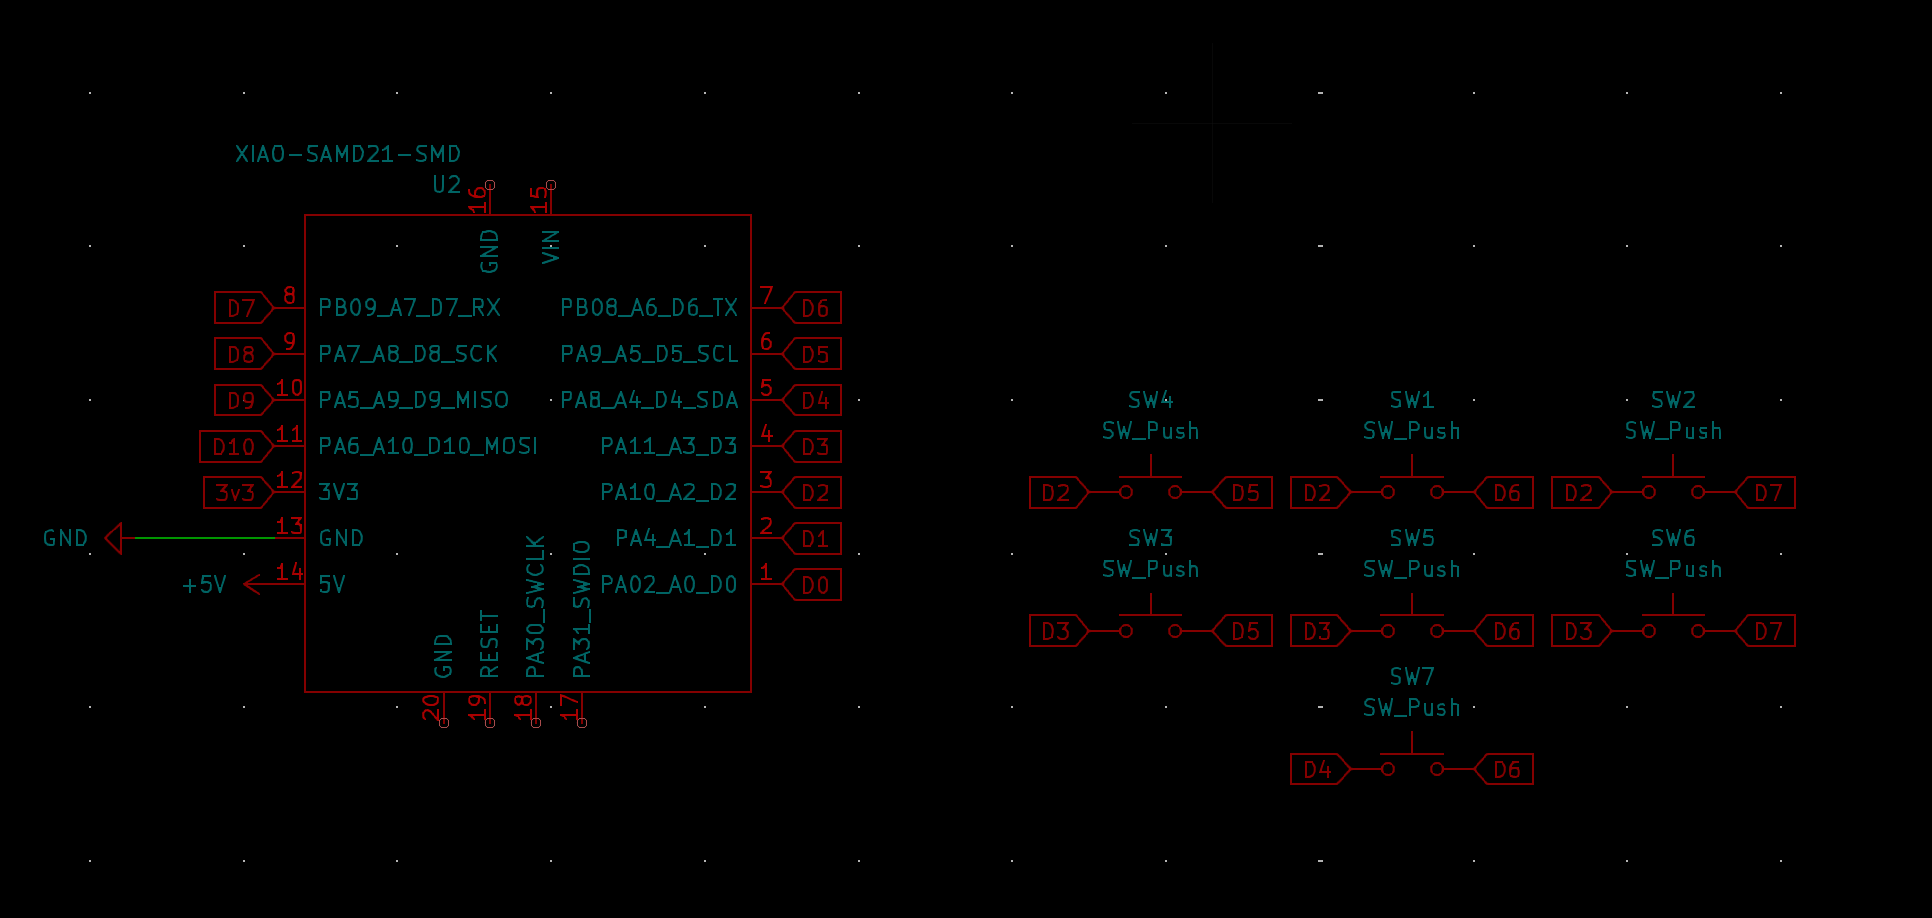 XIAO-SAMD21-SMD
U2
16
15
GND
VIN
D7 8 PB09_A7_D7_RX PB08_A6_D6_TX 7 D6
D8 9 PA7_A8_D8_SCK PA9_A5_D5_SCL 6 D5
D9 10 PA5_A9_D9_MISO PA8_A4_D4_SDA 5 D4
D10 11 PA6_A10_D10_MOSI PA11_A3_D3 4 D3
3v3 12 3V3 PA10_A2_D2 3 D2
GND 13 GND PA4_A1_D1 2 D1
+5V 14 5V PA02_A0_D0 1 D0
GND
RESET
PA30_SWCLK
PA31_SWDIO
20
19
18
17
SW4 SW1 SW2
SW_Push SW_Push SW_Push
D2 D5 D2 D6 D2 D7
SW3 SW5 SW6
SW_Push SW_Push SW_Push
D3 D5 D3 D6 D3 D7
SW7
SW_Push
D4 D6